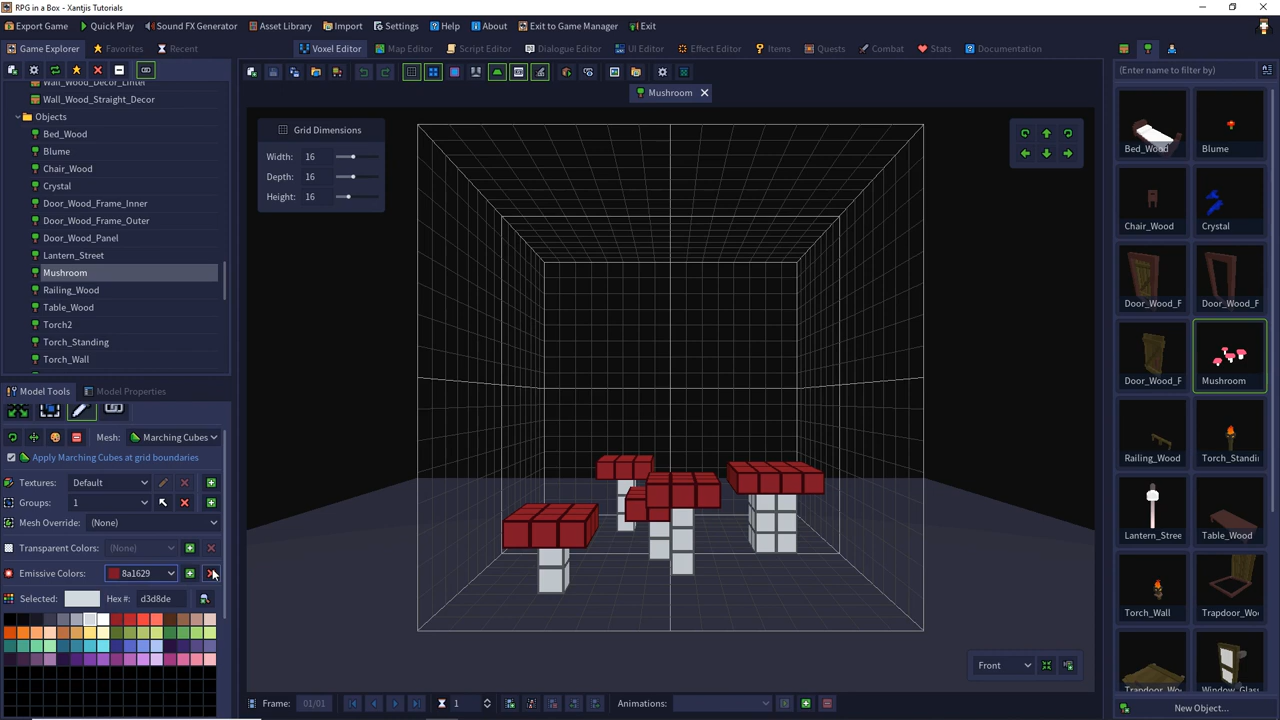 RPG in a Box - Xantjis Tutorials
Export Game Quick Play Sound FX Generator Asset Library Import Settings Help About Exit to Game Manager Exit
Game Explorer Favorites Recent
Voxel Editor Map Editor Script Editor Dialogue Editor UI Editor Effect Editor Items Quests Combat Stats Documentation
(Enter name to filter by)
Mushroom
Wall_Wood_Decor_Lintel
Wall_Wood_Straight_Decor
Objects
Bed_Wood
Blume
Chair_Wood
Crystal
Door_Wood_Frame_Inner
Door_Wood_Frame_Outer
Door_Wood_Panel
Lantern_Street
Mushroom
Railing_Wood
Table_Wood
Torch2
Torch_Standing
Torch_Wall
Grid Dimensions
Width: 16
Depth: 16
Height: 16
Model Tools Model Properties
Mesh: Marching Cubes
Apply Marching Cubes at grid boundaries
Textures: Default
Groups: 1
Mesh Override: (None)
Transparent Colors: (None)
Emissive Colors: 8a1629
Selected: Hex #: d3d8de
Front
Frame: 01/01 1 Animations:
Bed_Wood Blume
Chair_Wood Crystal
Door_Wood_F Door_Wood_F
Door_Wood_F Mushroom
Railing_Wood Torch_Standi
Lantern_Stree Table_Wood
Torch_Wall Trapdoor_Wo
Trapdoor_Wo Window_Glas
New Object...